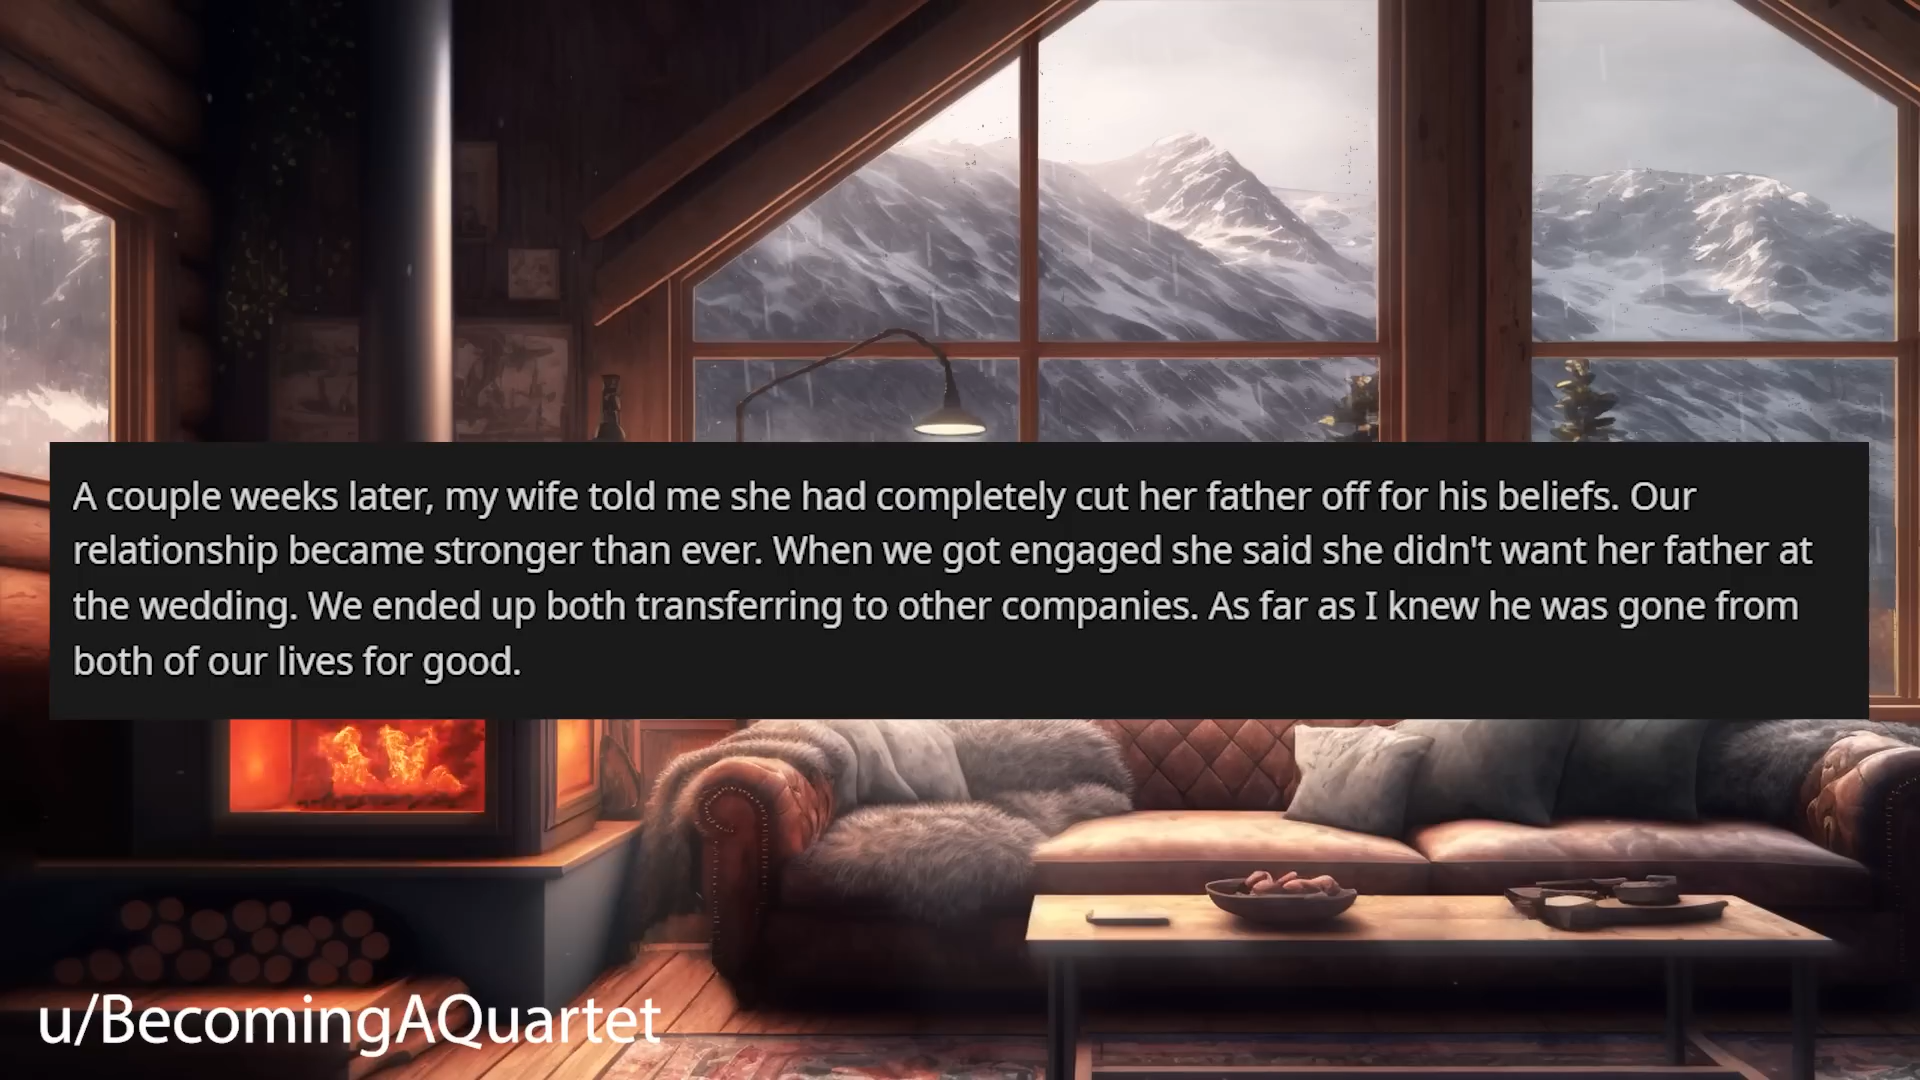 A couple weeks later, my wife told me she had completely cut her father off for his beliefs. Our
relationship became stronger than ever. When we got engaged she said she didn't want her father at
the wedding. We ended up both transferring to other companies. As far as I knew he was gone from
both of our lives for good.
u/BecomingAQuartet